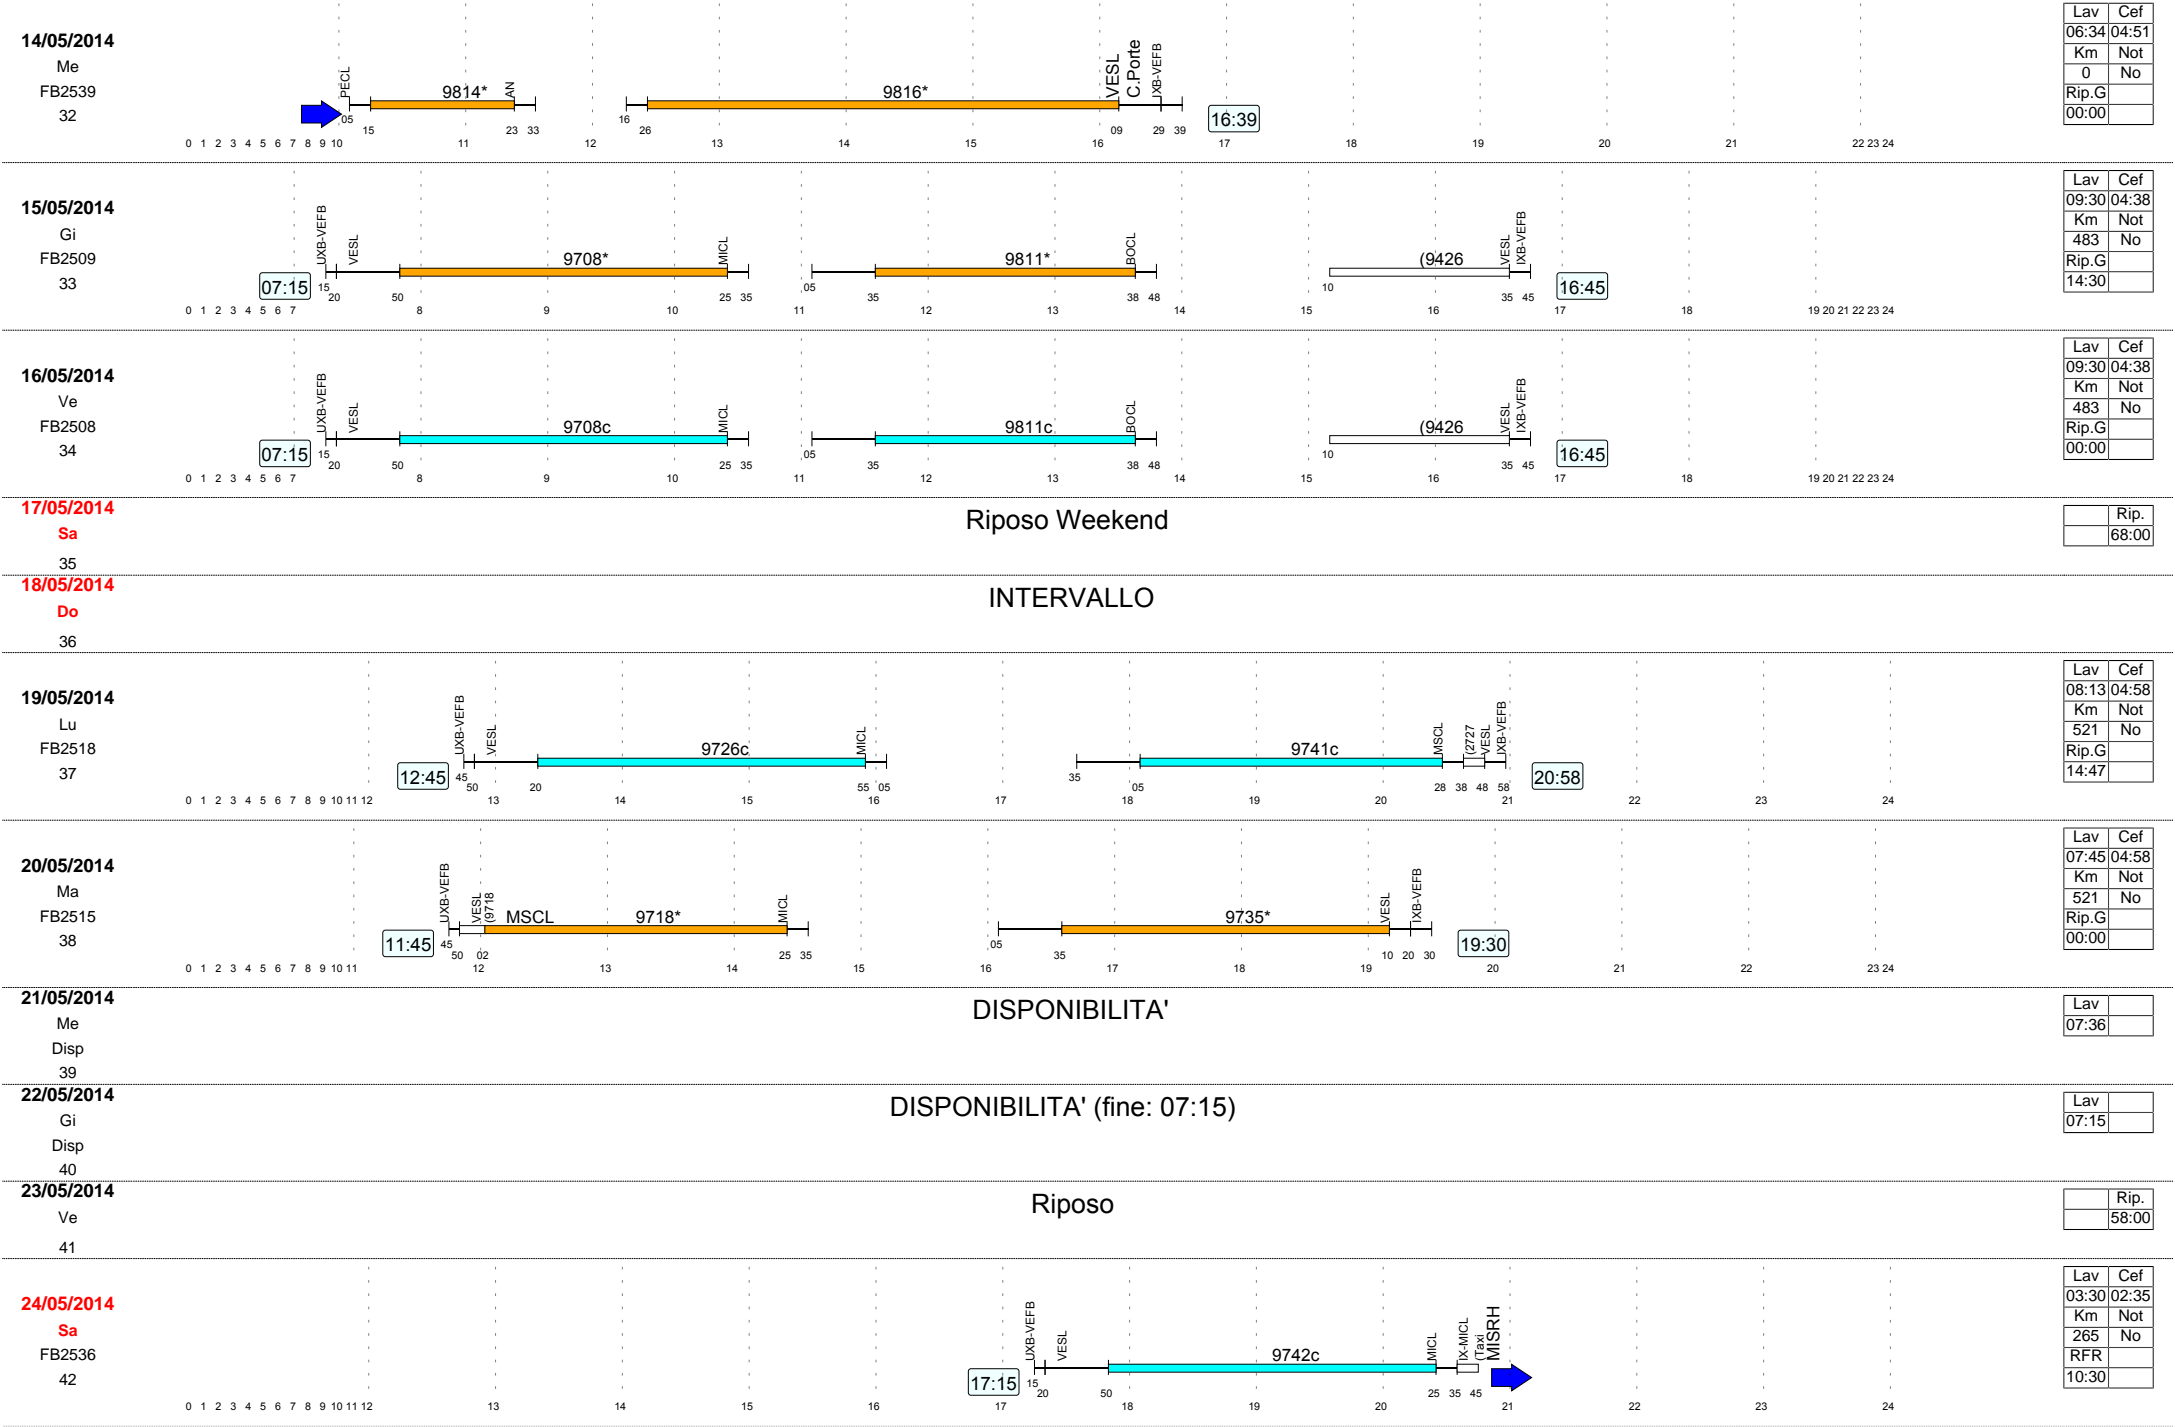 14/05/2014
Me
FB2539
32
PECL 9814* AN 9816* VESL C.Porte IXB-VEFB
05 15 23 33 16 26 09 29 39
16:39
0 1 2 3 4 5 6 7 8 9 10 11 12 13 14 15 16 17 18 19 20 21 22 23 24
Lav Cef
06:34 04:51
Km Not
0 No
Rip.G
00:00
15/05/2014
Gi
FB2509
33
07:15
UXB-VEFB VESL 9708* MICL 9811* BOCL (9426 VESL IXB-VEFB
15 20 50 25 35 05 35 38 48 10 35 45
16:45
0 1 2 3 4 5 6 7 8 9 10 11 12 13 14 15 16 17 18 19 20 21 22 23 24
Lav Cef
09:30 04:38
Km Not
483 No
Rip.G
14:30
16/05/2014
Ve
FB2508
34
07:15
UXB-VEFB VESL 9708c MICL 9811c BOCL (9426 VESL IXB-VEFB
15 20 50 25 35 05 35 38 48 10 35 45
16:45
0 1 2 3 4 5 6 7 8 9 10 11 12 13 14 15 16 17 18 19 20 21 22 23 24
Lav Cef
09:30 04:38
Km Not
483 No
Rip.G
00:00
17/05/2014
Sa
35
Riposo Weekend
Rip.
68:00
18/05/2014
Do
36
INTERVALLO
19/05/2014
Lu
FB2518
37
12:45
UXB-VEFB VESL 9726c MICL 9741c MSCL (2727 VESL IXB-VEFB
45 50 20 55 05 35 05 28 38 48 58
20:58
0 1 2 3 4 5 6 7 8 9 10 11 12 13 14 15 16 17 18 19 20 21 22 23 24
Lav Cef
08:13 04:58
Km Not
521 No
Rip.G
14:47
20/05/2014
Ma
FB2515
38
11:45
UXB-VEFB VESL (9718 MSCL 9718* MICL 9735* VESL IXB-VEFB
45 50 02 25 35 05 35 10 20 30
19:30
0 1 2 3 4 5 6 7 8 9 10 11 12 13 14 15 16 17 18 19 20 21 22 23 24
Lav Cef
07:45 04:58
Km Not
521 No
Rip.G
00:00
21/05/2014
Me
Disp
39
DISPONIBILITA'
Lav
07:36
22/05/2014
Gi
Disp
40
DISPONIBILITA' (fine: 07:15)
Lav
07:15
23/05/2014
Ve
41
Riposo
Rip.
58:00
24/05/2014
Sa
FB2536
42
17:15
UXB-VEFB VESL 9742c MICL IX-MICL (Taxi MISRH
15 20 50 25 35 45
0 1 2 3 4 5 6 7 8 9 10 11 12 13 14 15 16 17 18 19 20 21 22 23 24
Lav Cef
03:30 02:35
Km Not
265 No
RFR
10:30